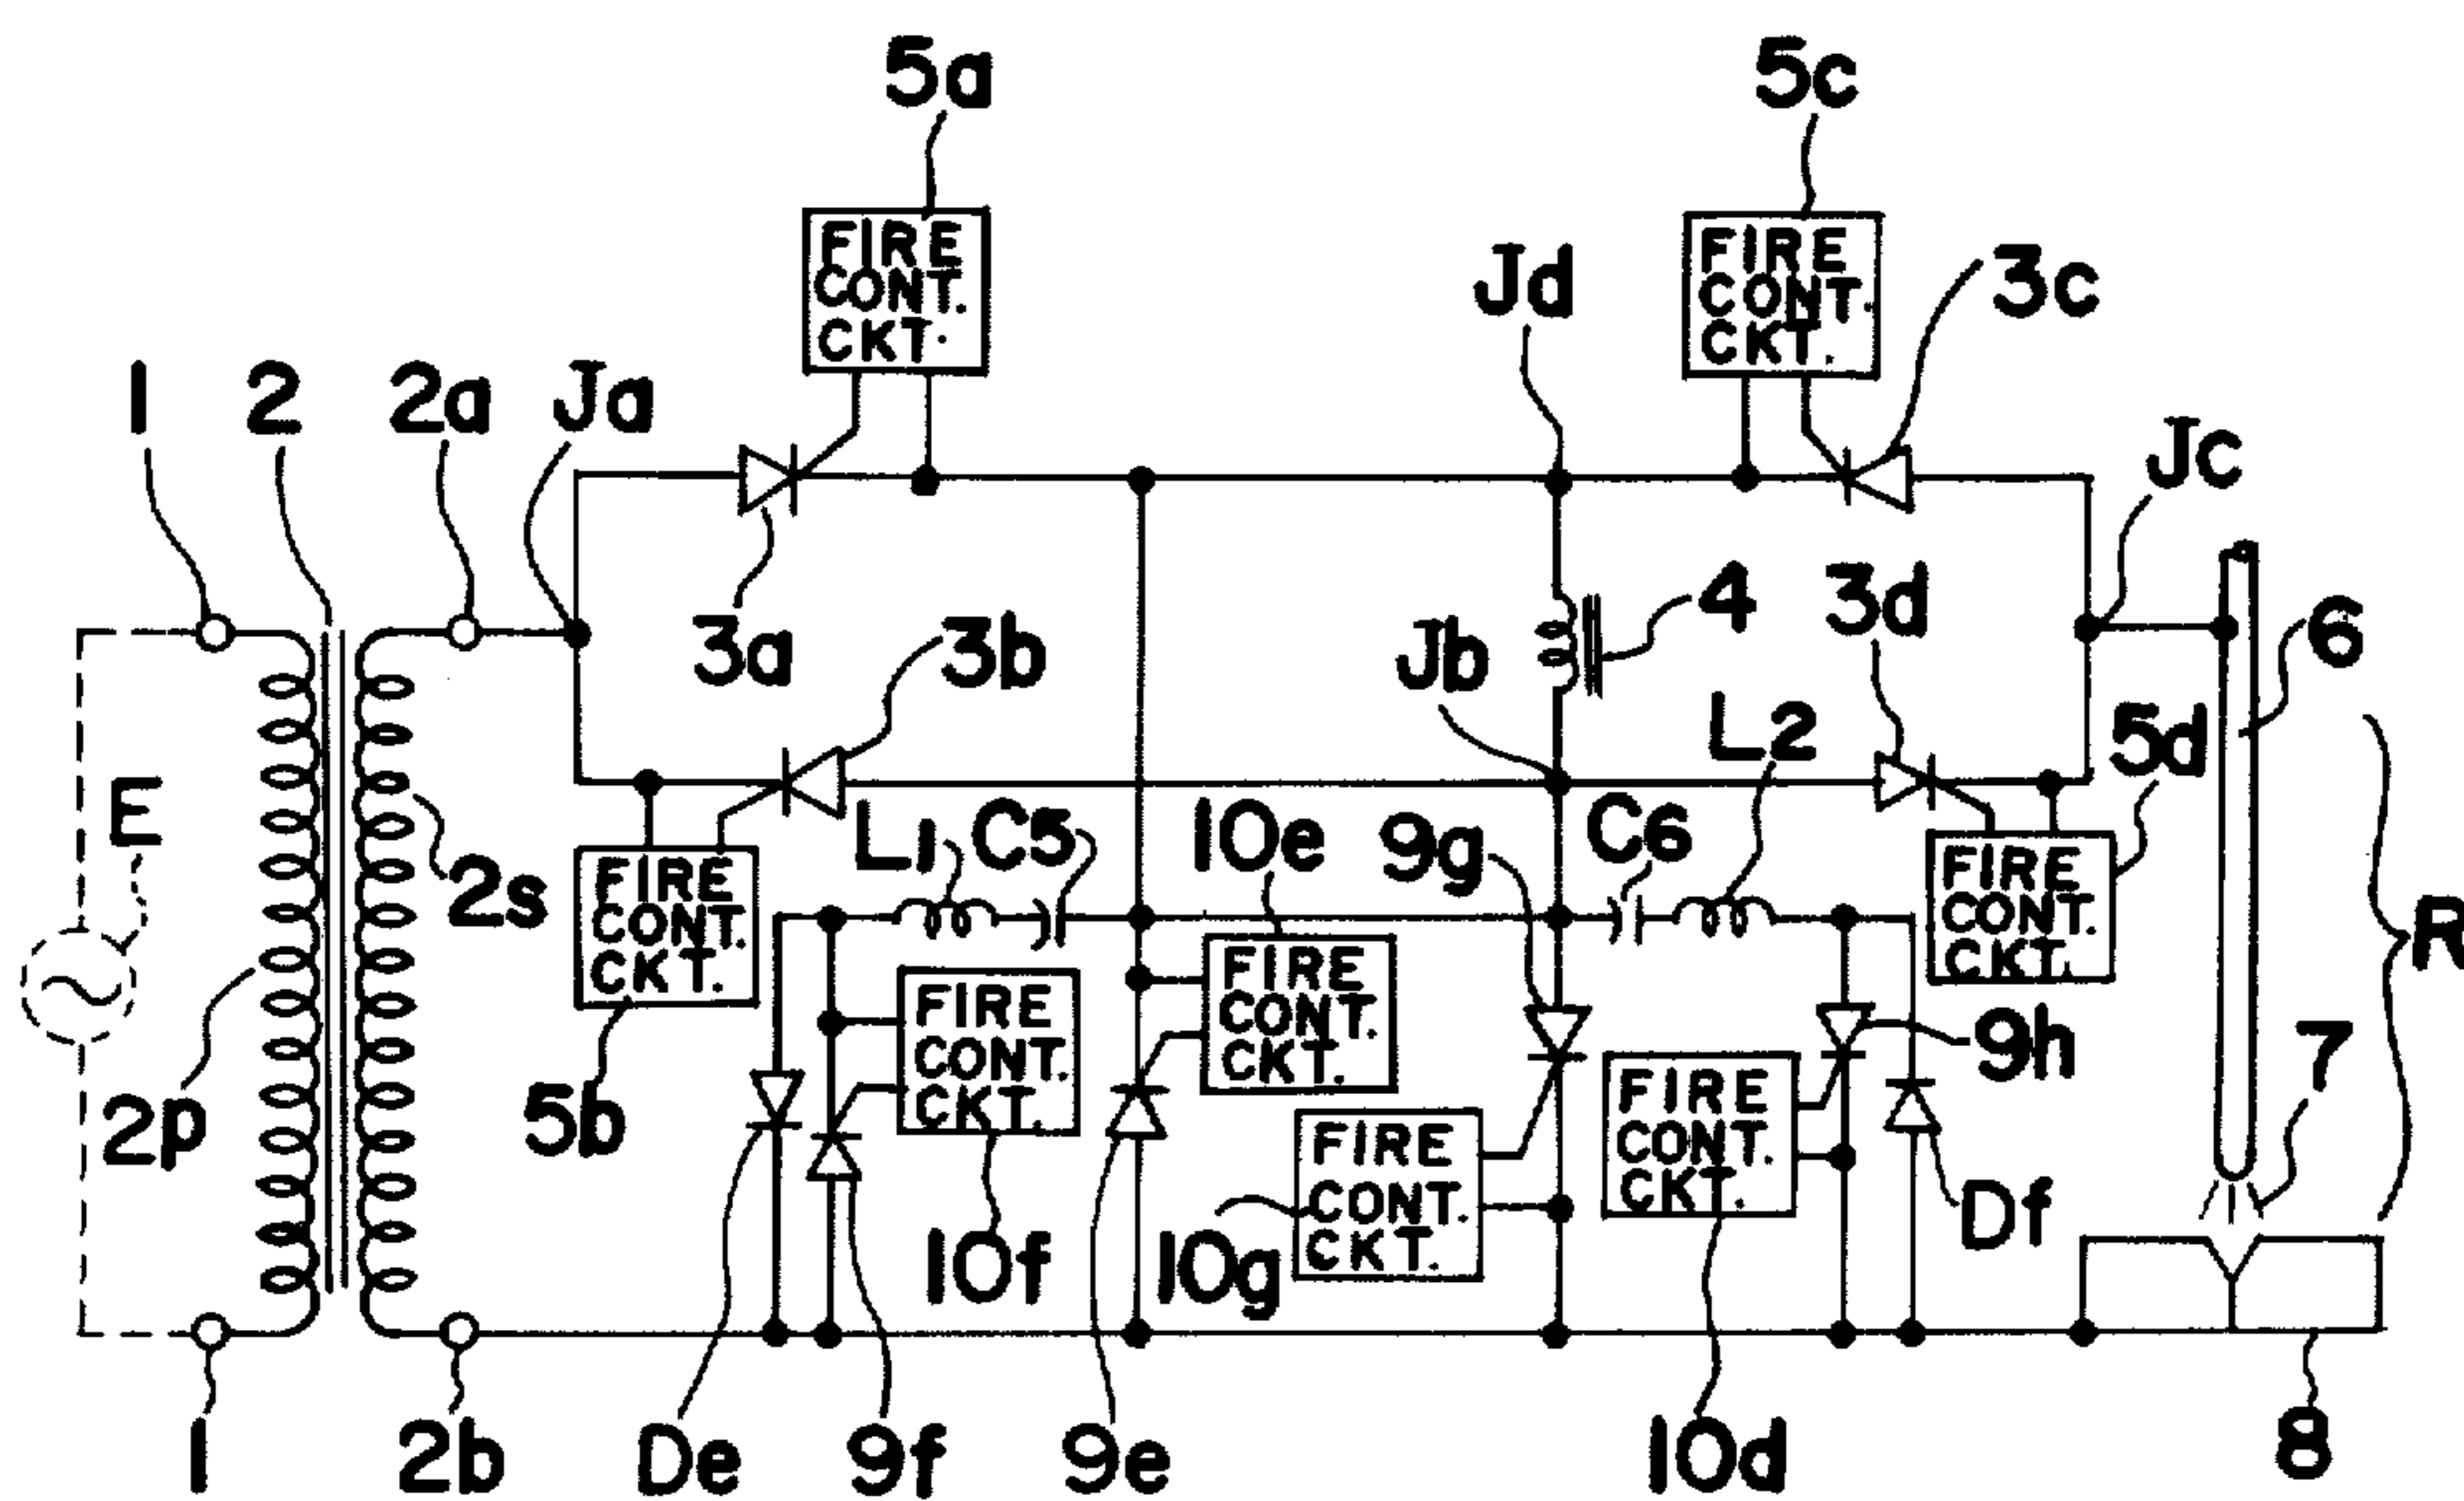 5a
5c
FIRE
CONT.
CKT.
FIRE
CONT.
CKT.
Jd
3c
1
2
2a
Ja
Jc
3a
3b
4
3d
6
Jb
L2
5d
E
2s
FIRE
CONT.
CKT.
L1
C5
10e
9g
C6
FIRE
CONT.
CKT.
R
FIRE
CONT.
CKT.
FIRE
CONT.
CKT.
9h
7
2p
5b
FIRE
CONT.
CKT.
FIRE
CONT.
CKT.
Df
10f
10g
1
2b
De
9f
9e
10d
8